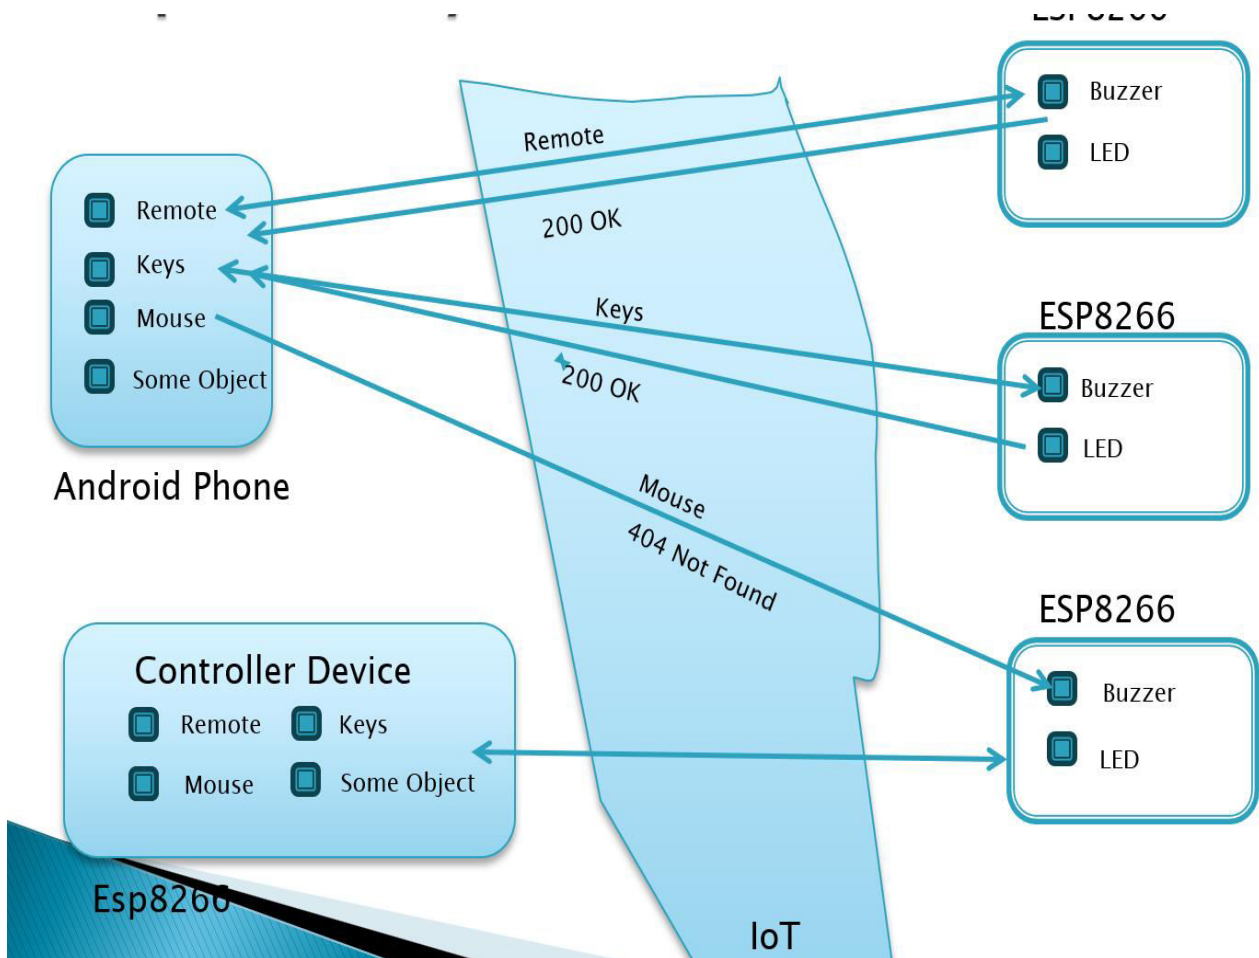 ESP8266
Buzzer
LED
Remote
200 OK
Remote
Keys
Mouse
Some Object
Android Phone
Keys
200 OK
ESP8266
Buzzer
LED
Mouse
404 Not Found
ESP8266
Buzzer
LED
Controller Device
Remote Keys
Mouse Some Object
Esp8266
IoT